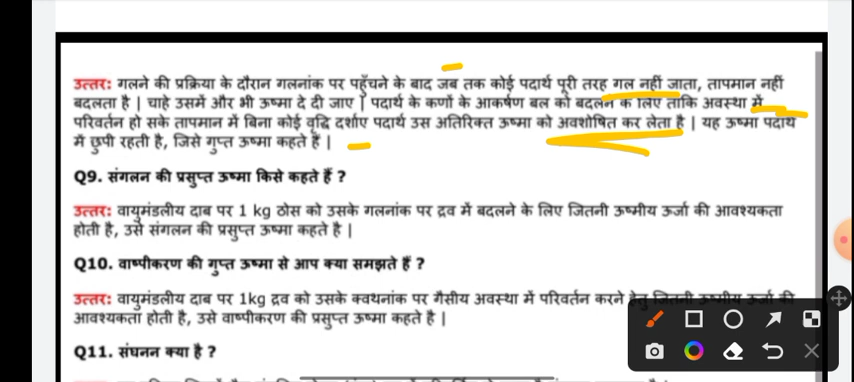 उत्तर: गलने की प्रक्रिया के दौरान गलनांक पर पहुँचने के बाद जब तक कोई पदार्थ पूरी तरह गल नहीं जाता, तापमान नहीं
बदलता है | चाहे उसमें और भी ऊष्मा दे दी जाए | पदार्थ के कणों के आकर्षण बल को बदलने के लिए ताकि अवस्था में
परिवर्तन हो सके तापमान में बिना कोई वृद्धि दर्शाए पदार्थ उस अतिरिक्त ऊष्मा को अवशोषित कर लेता है | यह ऊष्मा पदार्थ
में छुपी रहती है, जिसे गुप्त ऊष्मा कहते हैं |
Q9. संगलन की प्रसुप्त ऊष्मा किसे कहते हैं ?
उत्तर: वायुमंडलीय दाब पर 1 kg ठोस को उसके गलनांक पर द्रव में बदलने के लिए जितनी ऊष्मीय ऊर्जा की आवश्यकता
होती है, उसे संगलन की प्रसुप्त ऊष्मा कहते है |
Q10. वाष्पीकरण की गुप्त ऊष्मा से आप क्या समझते हैं ?
उत्तर: वायुमंडलीय दाब पर 1kg द्रव को उसके क्वथनांक पर गैसीय अवस्था में परिवर्तन करने हेतु जितनी ऊष्मीय ऊर्जा की
आवश्यकता होती है, उसे वाष्पीकरण की प्रसुप्त ऊष्मा कहते है |
Q11. संघनन क्या है ?